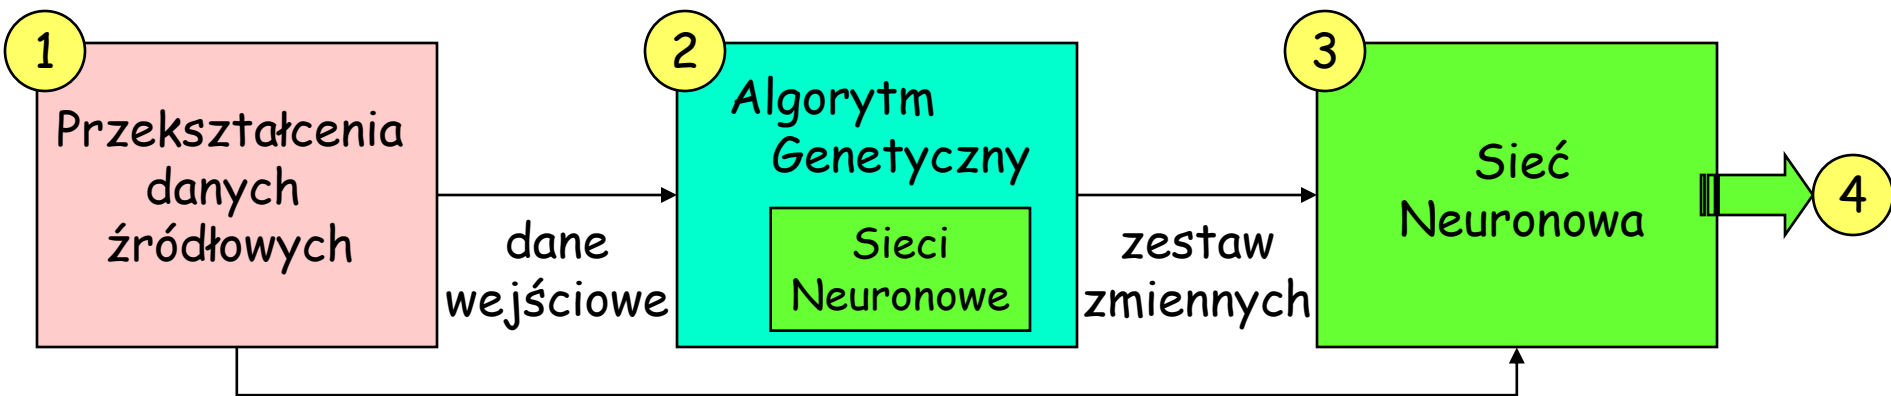 1
Przekształcenia
danych
źródłowych
dane
wejściowe
2
Algorytm
Genetyczny
Sieci
Neuronowe
zestaw
zmiennych
3
Sieć
Neuronowa
4